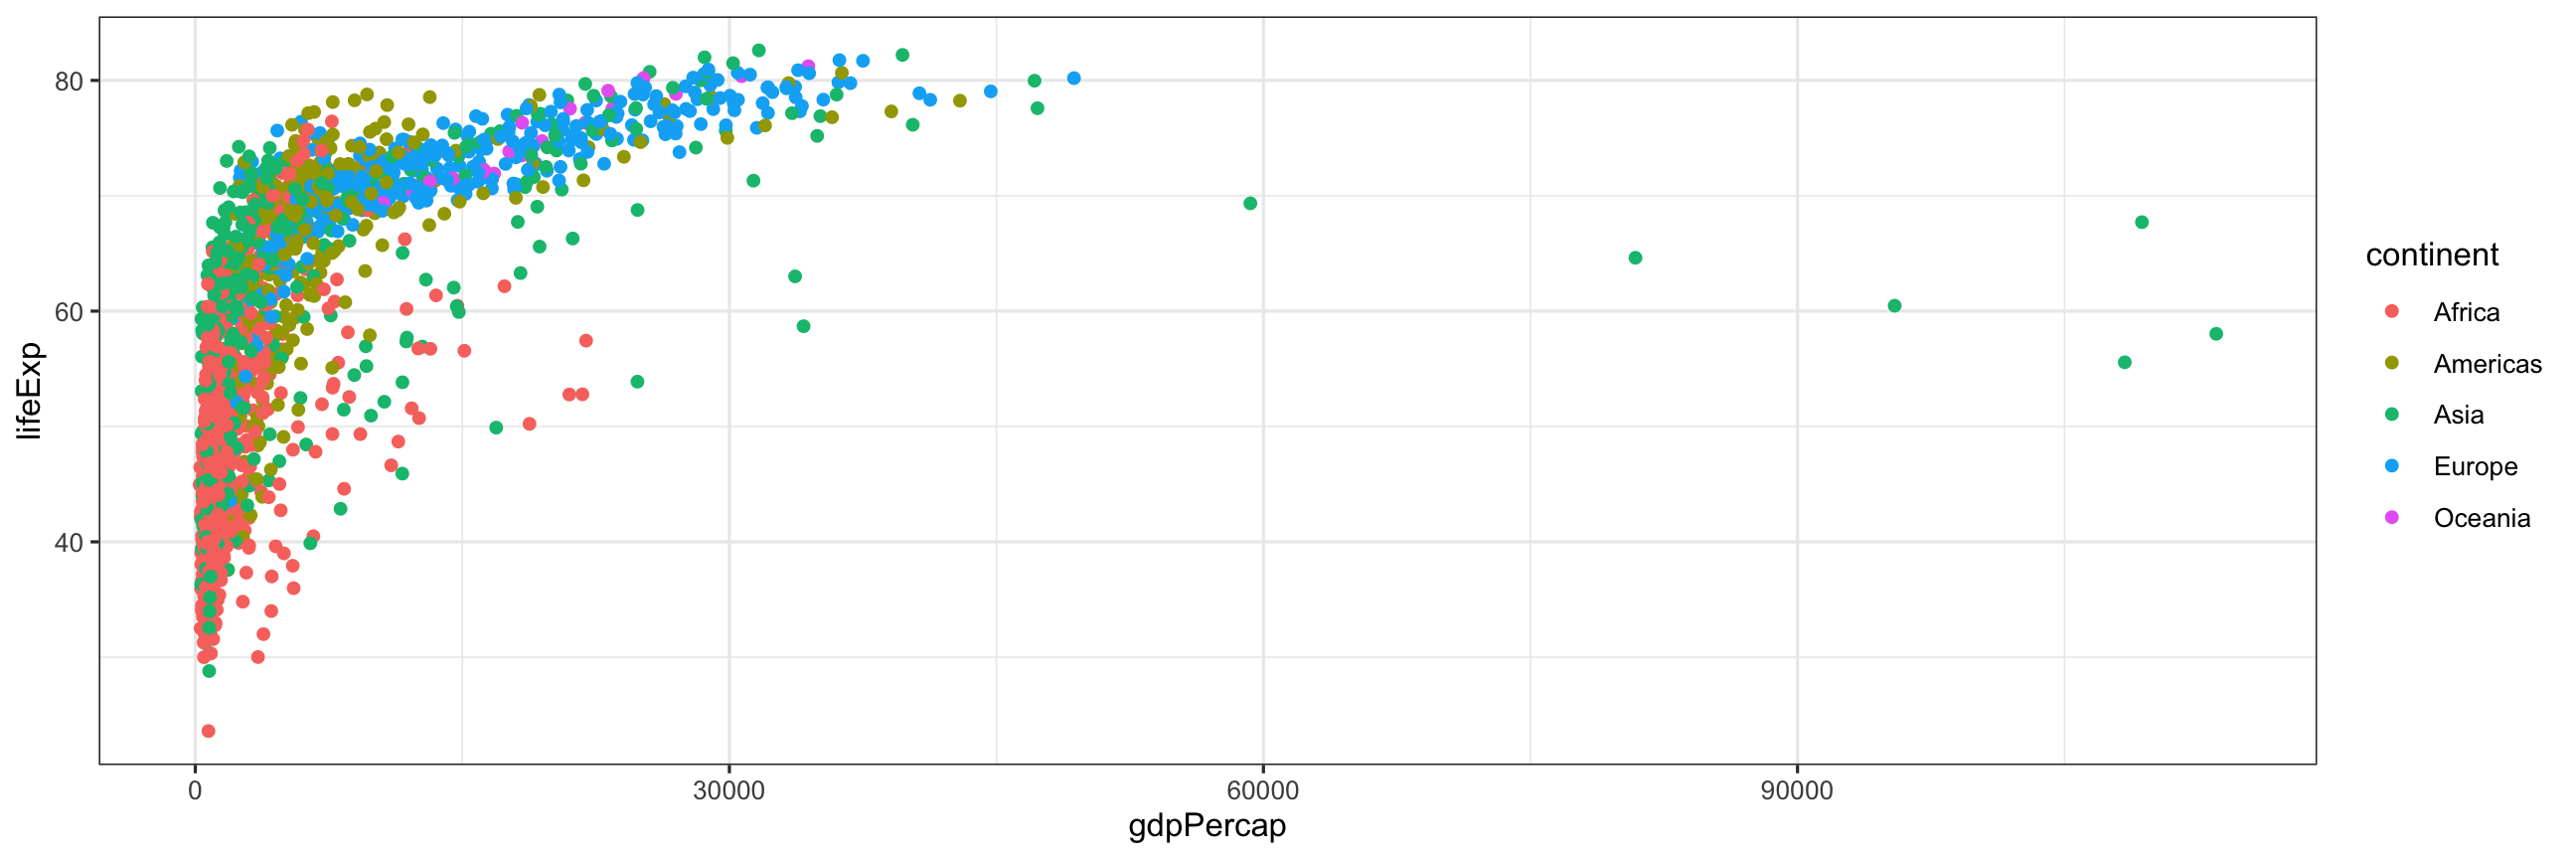 80
60
40
lifeExp
0
30000
60000
90000
gdpPercap
continent
Africa
Americas
Asia
Europe
Oceania